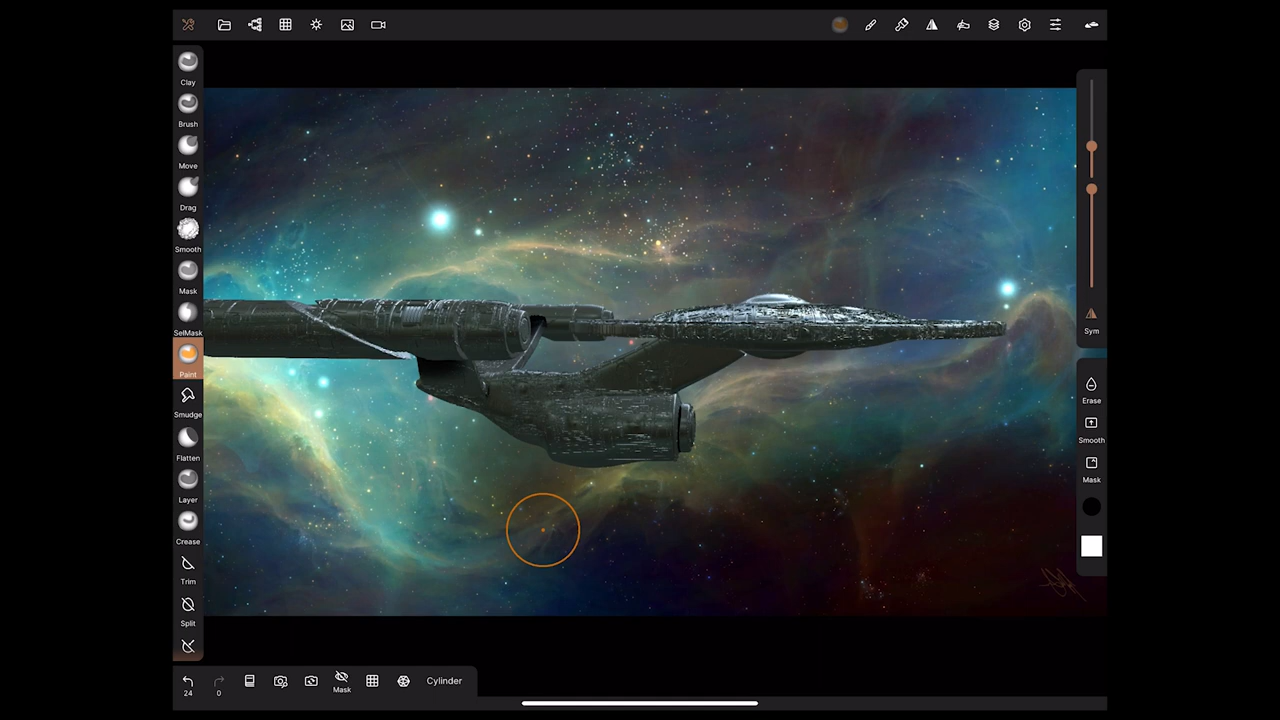 Clay
Brush
Move
Drag
Smooth
Mask
SelMask
Paint
Smudge
Flatten
Layer
Crease
Trim
Split
Sym
Erase
Smooth
Mask
24
0
Mask
Cylinder